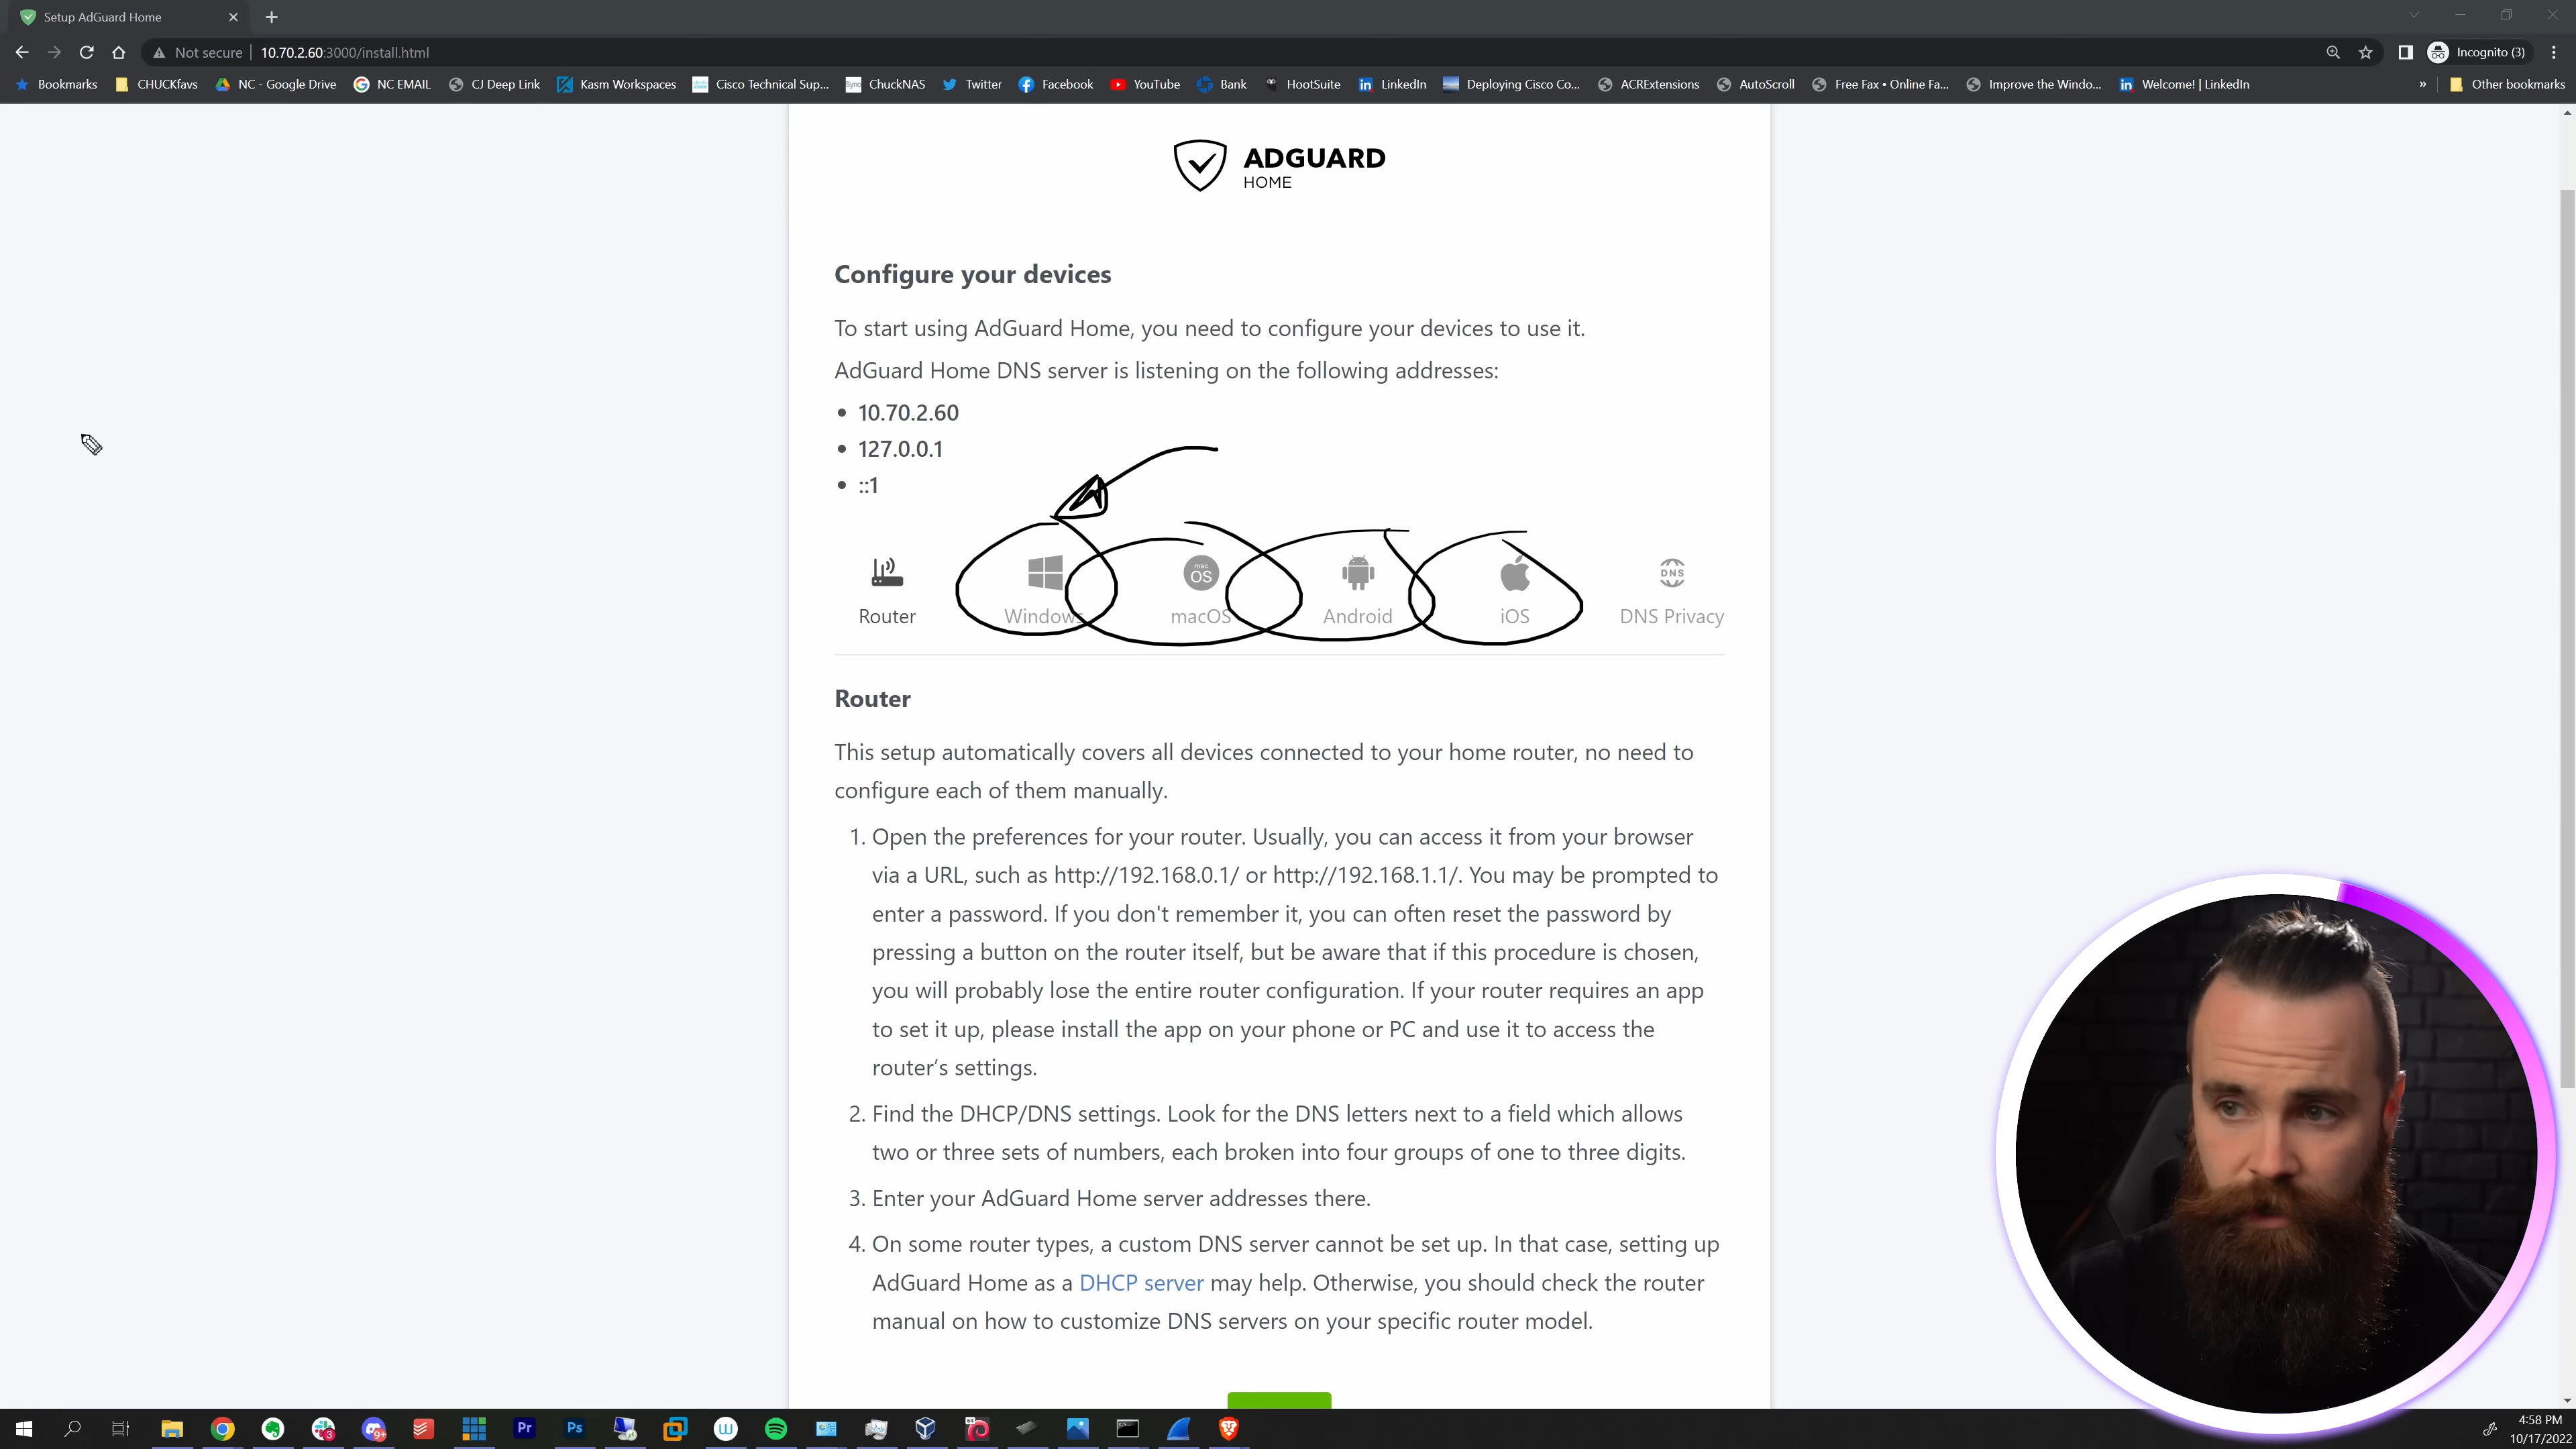 Setup AdGuard Home
Not secure 10.70.2.60:3000/install.html
Incognito (3)
Bookmarks CHUCKfavs NC - Google Drive NC EMAIL CJ Deep Link Kasm Workspaces Cisco Technical Sup... ChuckNAS Twitter Facebook YouTube Bank HootSuite LinkedIn Deploying Cisco Co... ACRExtensions AutoScroll Free Fax • Online Fa... Improve the Windo... Welcome! | LinkedIn » Other bookmarks
ADGUARD
HOME
Configure your devices
To start using AdGuard Home, you need to configure your devices to use it.
AdGuard Home DNS server is listening on the following addresses:
• 10.70.2.60
• 127.0.0.1
• ::1
mac
OS
DNS
Router Windows macOS Android iOS DNS Privacy
Router
This setup automatically covers all devices connected to your home router, no need to
configure each of them manually.
1. Open the preferences for your router. Usually, you can access it from your browser
via a URL, such as http://192.168.0.1/ or http://192.168.1.1/. You may be prompted to
enter a password. If you don't remember it, you can often reset the password by
pressing a button on the router itself, but be aware that if this procedure is chosen,
you will probably lose the entire router configuration. If your router requires an app
to set it up, please install the app on your phone or PC and use it to access the
router’s settings.
2. Find the DHCP/DNS settings. Look for the DNS letters next to a field which allows
two or three sets of numbers, each broken into four groups of one to three digits.
3. Enter your AdGuard Home server addresses there.
4. On some router types, a custom DNS server cannot be set up. In that case, setting up
AdGuard Home as a DHCP server may help. Otherwise, you should check the router
manual on how to customize DNS servers on your specific router model.
3 9+ Pr Ps W 64
4:58 PM
10/17/2022